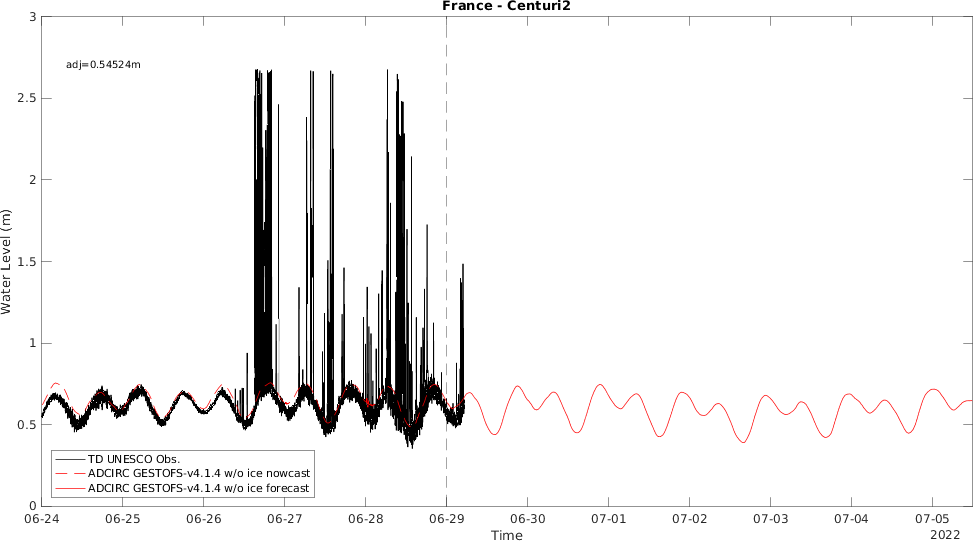 France - Centuri2
adj=0.54524m
3
2.5
2
1.5
1
0.5
0
Water Level (m)
TD UNESCO Obs.
ADCIRC GESTOFS-v4.1.4 w/o ice nowcast
ADCIRC GESTOFS-v4.1.4 w/o ice forecast
06-24 06-25 06-26 06-27 06-28 06-29 06-30 07-01 07-02 07-03 07-04 07-05
Time
2022